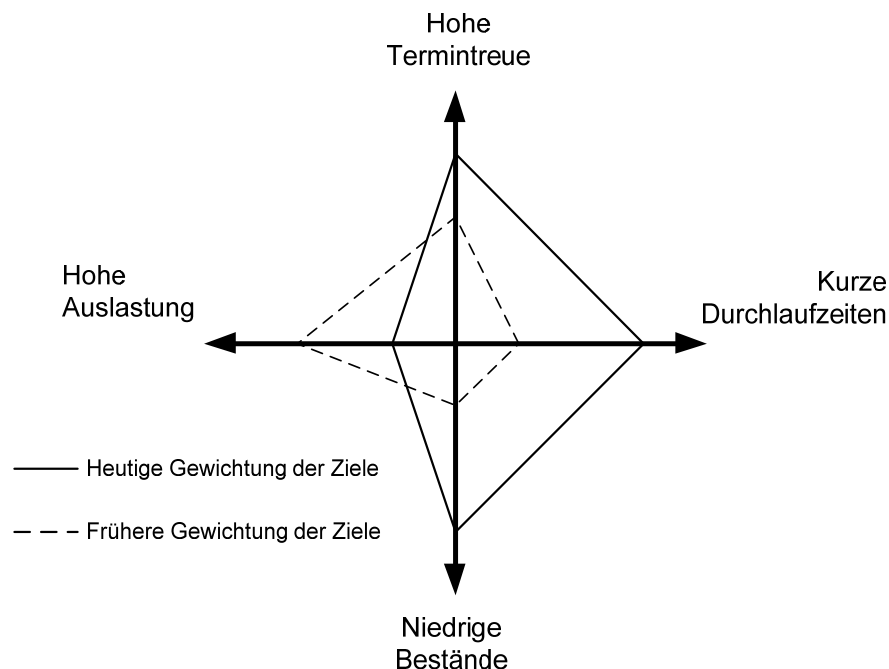 Hohe
Termintreue
Hohe
Auslastung
Kurze
Durchlaufzeiten
Heutige Gewichtung der Ziele
Frühere Gewichtung der Ziele
Niedrige
Bestände